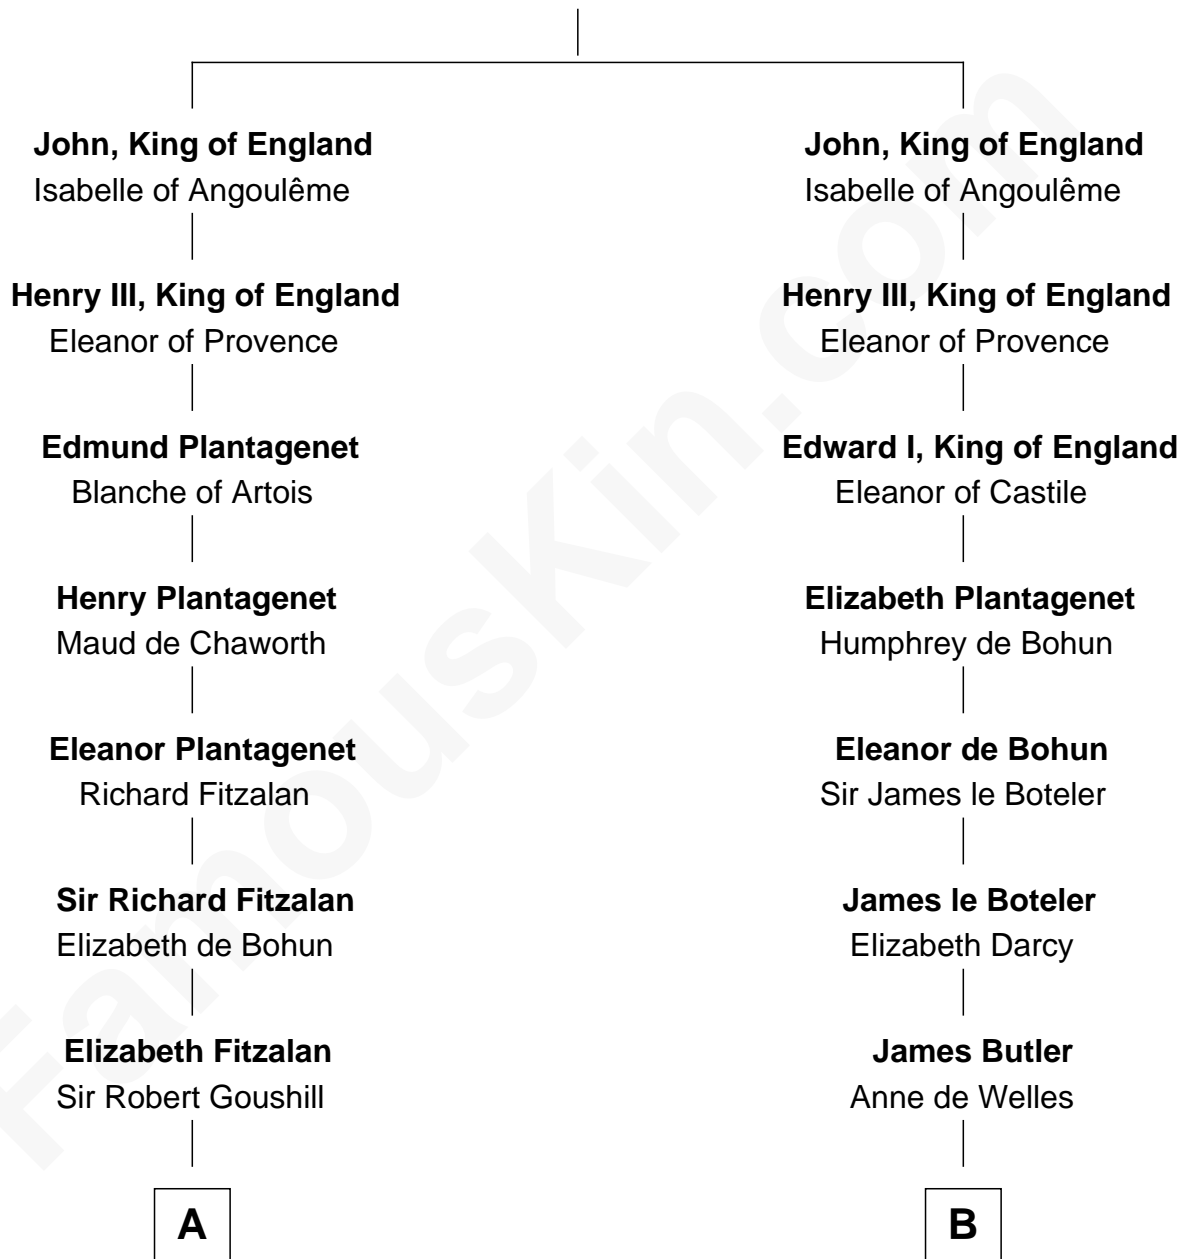 John, King of England
Isabelle of Angoulême
Henry III, King of England
Eleanor of Provence
Edmund Plantagenet
Blanche of Artois
Henry Plantagenet
Maud de Chaworth
Eleanor Plantagenet
Richard Fitzalan
Sir Richard Fitzalan
Elizabeth de Bohun
Elizabeth Fitzalan
Sir Robert Goushill
A
John, King of England
Isabelle of Angoulême
Henry III, King of England
Eleanor of Provence
Edward I, King of England
Eleanor of Castile
Elizabeth Plantagenet
Humphrey de Bohun
Eleanor de Bohun
Sir James le Boteler
James le Boteler
Elizabeth Darcy
James Butler
Anne de Welles
B
FamousKin.com